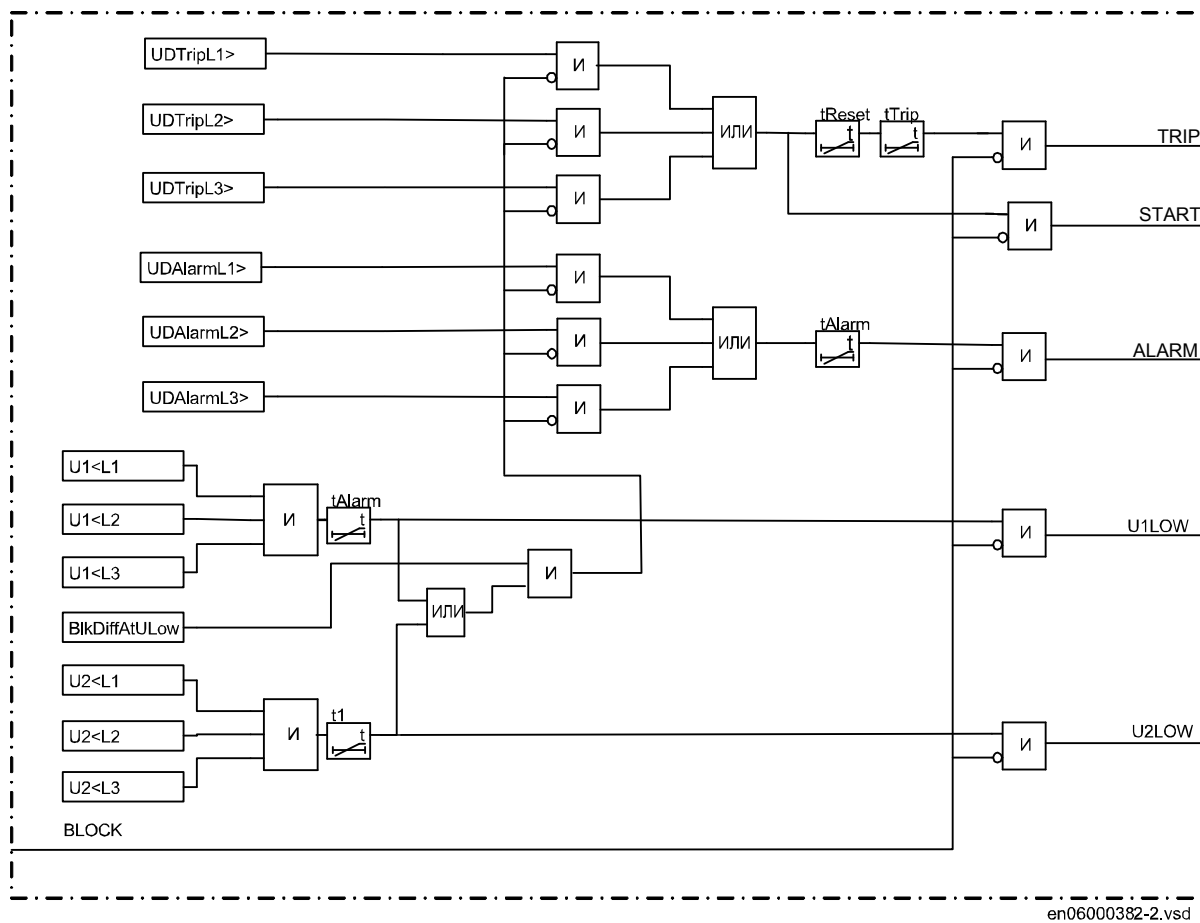 UDTripL1>
И
UDTripL2>
И
ИЛИ
tReset
t
tTrip
t
И
TRIP
UDTripL3>
И
И
START
UDAlarmL1>
И
UDAlarmL2>
И
ИЛИ
tAlarm
t
И
ALARM
UDAlarmL3>
И
U1<L1
U1<L2
U1<L3
И
tAlarm
t
И
U1LOW
И
BlkDiffAtULow
ИЛИ
U2<L1
U2<L2
U2<L3
И
t1
t
И
U2LOW
BLOCK
en06000382-2.vsd